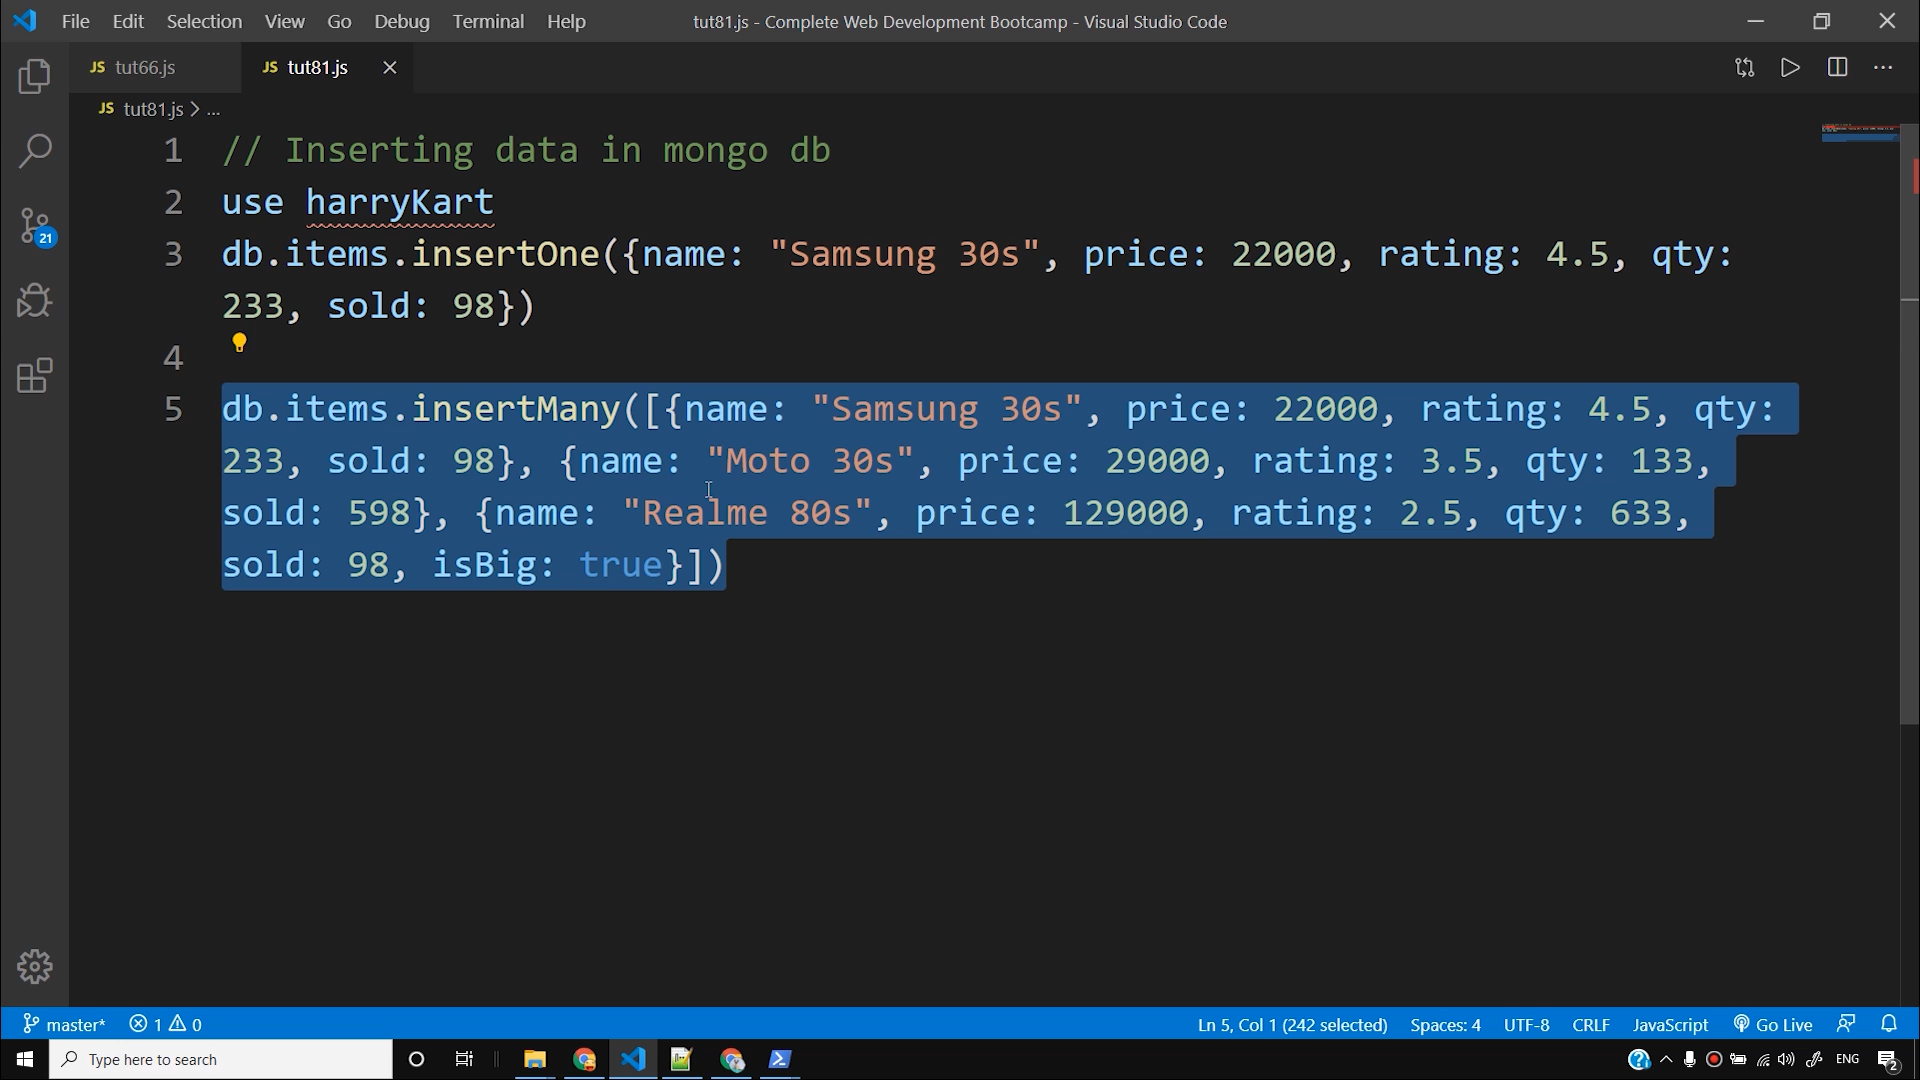 File Edit Selection View Go Debug Terminal Help
tut81.js - Complete Web Development Bootcamp - Visual Studio Code
JS tut66.js
JS tut81.js
JS tut81.js > ...
1 // Inserting data in mongo db
2 use harryKart
3 db.items.insertOne({name: "Samsung 30s", price: 22000, rating: 4.5, qty:
233, sold: 98})
4
5 db.items.insertMany([{name: "Samsung 30s", price: 22000, rating: 4.5, qty:
233, sold: 98}, {name: "Moto 30s", price: 29000, rating: 3.5, qty: 133,
sold: 598}, {name: "Realme 80s", price: 129000, rating: 2.5, qty: 633,
sold: 98, isBig: true}])
21
master* 1 0
Ln 5, Col 1 (242 selected) Spaces: 4 UTF-8 CRLF JavaScript Go Live
Type here to search
ENG
2